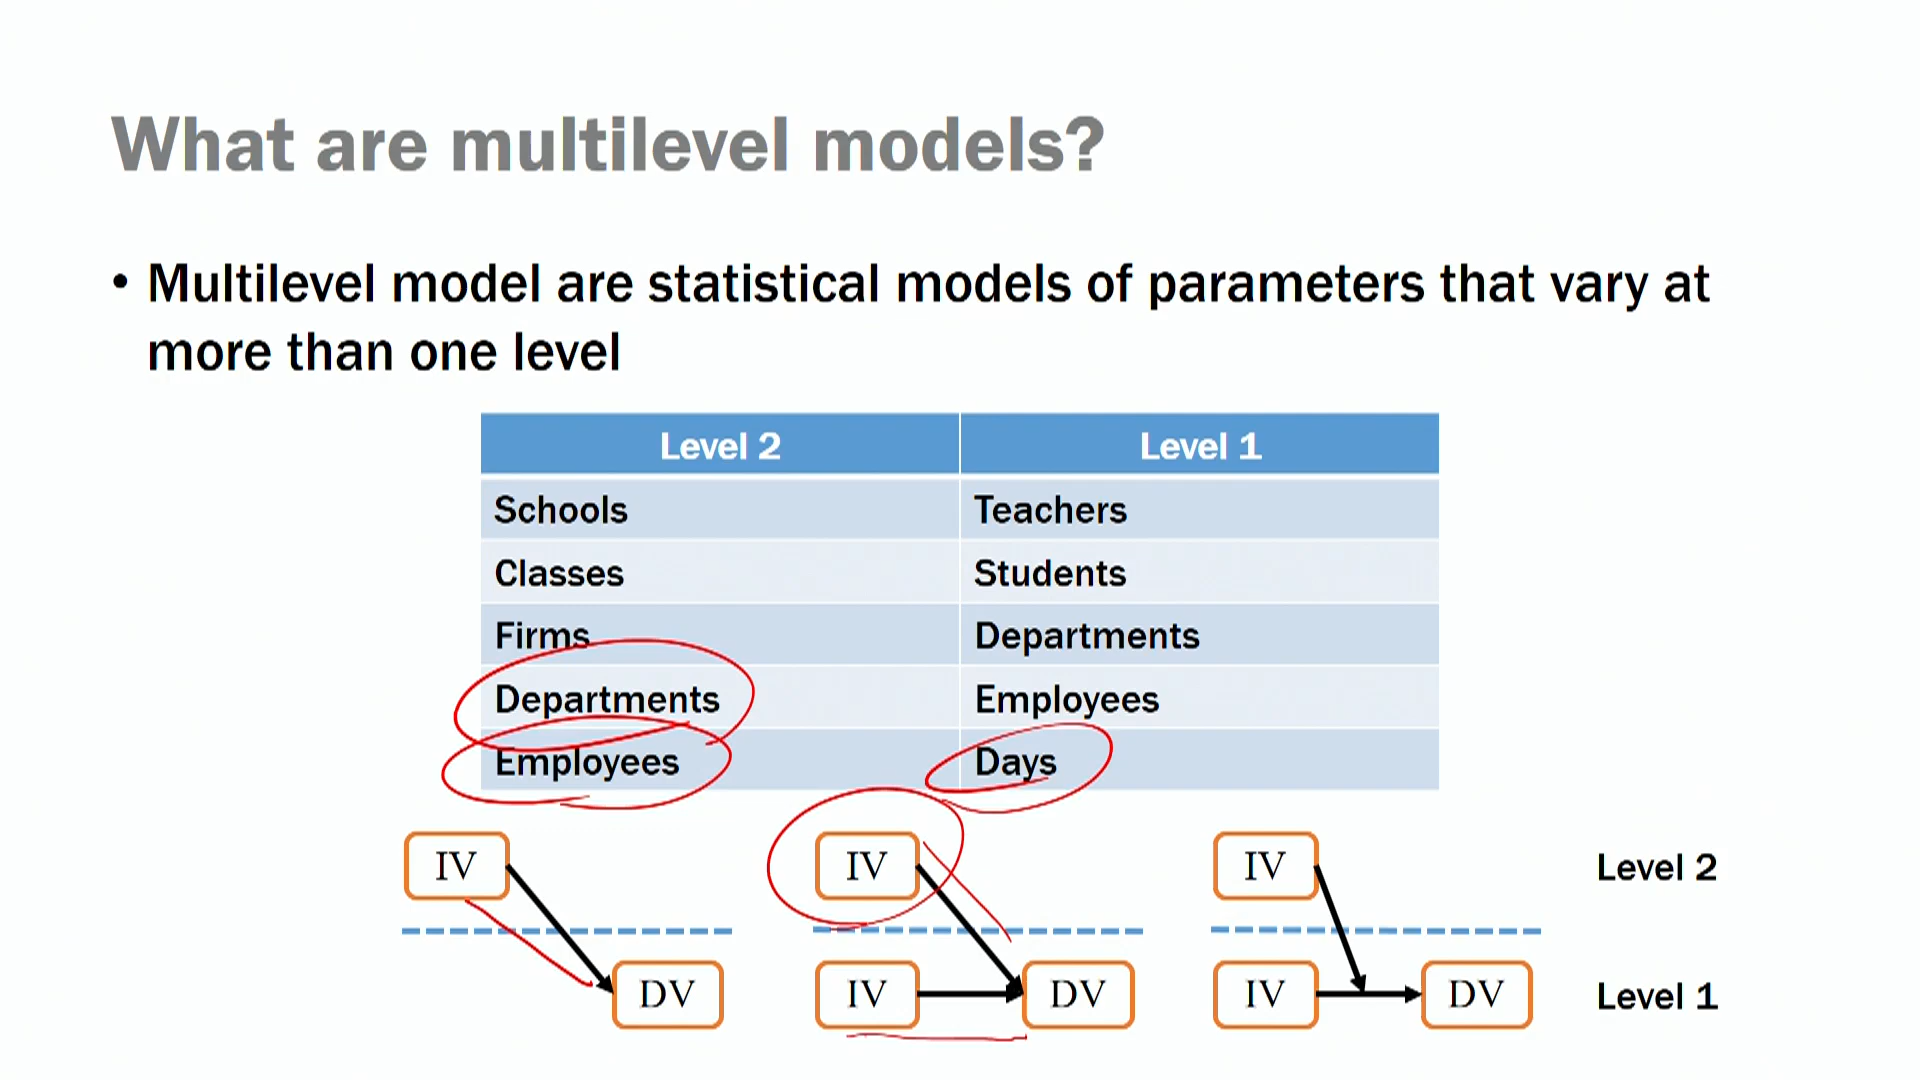 What are multilevel models?
• Multilevel model are statistical models of parameters that vary at
more than one level
Level 2 Level 1
Schools Teachers
Classes Students
Firms Departments
Departments Employees
Employees Days
IV IV IV Level 2
DV IV DV IV DV Level 1